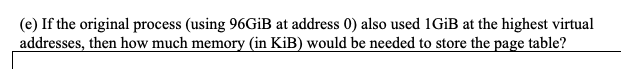 (e) If the original process (using 96GiB at address 0) also used 1GiB at the highest virtual
addresses, then how much memory (in KiB) would be needed to store the page table?